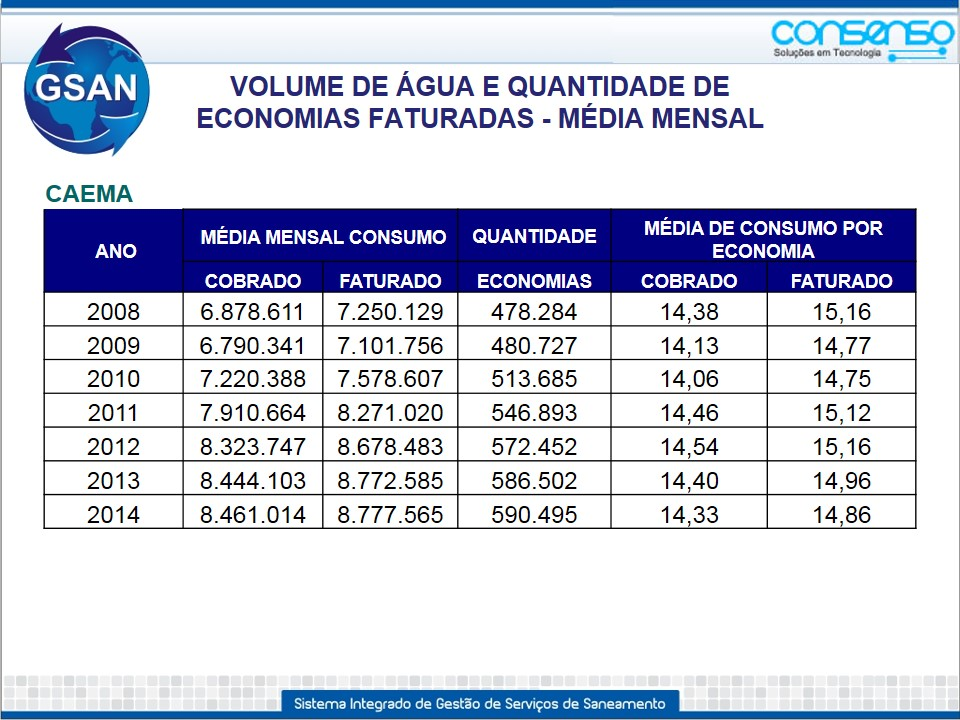 CONSENSO
Soluções em Tecnologia
GSAN
VOLUME DE ÁGUA E QUANTIDADE DE
ECONOMIAS FATURADAS - MÉDIA MENSAL
CAEMA
ANO MÉDIA MENSAL CONSUMO QUANTIDADE MÉDIA DE CONSUMO POR ECONOMIA
COBRADO FATURADO ECONOMIAS COBRADO FATURADO
2008 6.878.611 7.250.129 478.284 14,38 15,16
2009 6.790.341 7.101.756 480.727 14,13 14,77
2010 7.220.388 7.578.607 513.685 14,06 14,75
2011 7.910.664 8.271.020 546.893 14,46 15,12
2012 8.323.747 8.678.483 572.452 14,54 15,16
2013 8.444.103 8.772.585 586.502 14,40 14,96
2014 8.461.014 8.777.565 590.495 14,33 14,86
Sistema Integrado de Gestão de Serviços de Saneamento